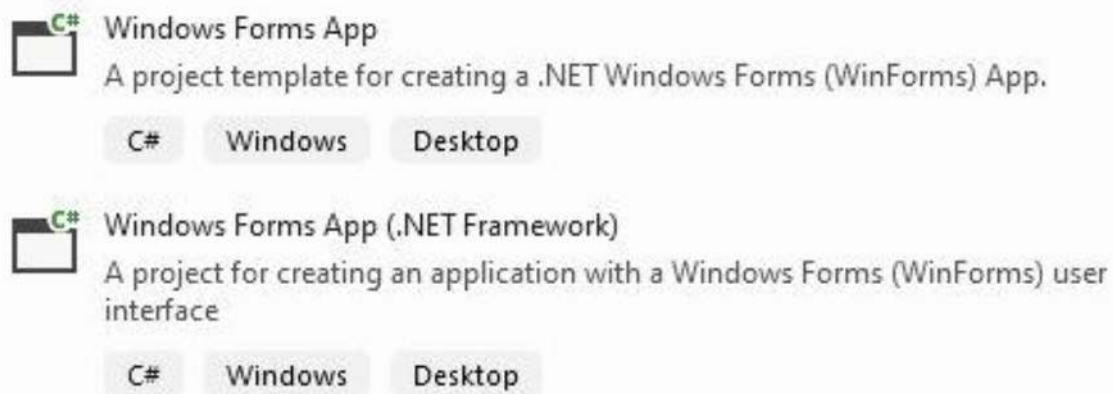 C#
Windows Forms App
A project template for creating a .NET Windows Forms (WinForms) App.
C# Windows Desktop
C#
Windows Forms App (.NET Framework)
A project for creating an application with a Windows Forms (WinForms) user
interface
C# Windows Desktop